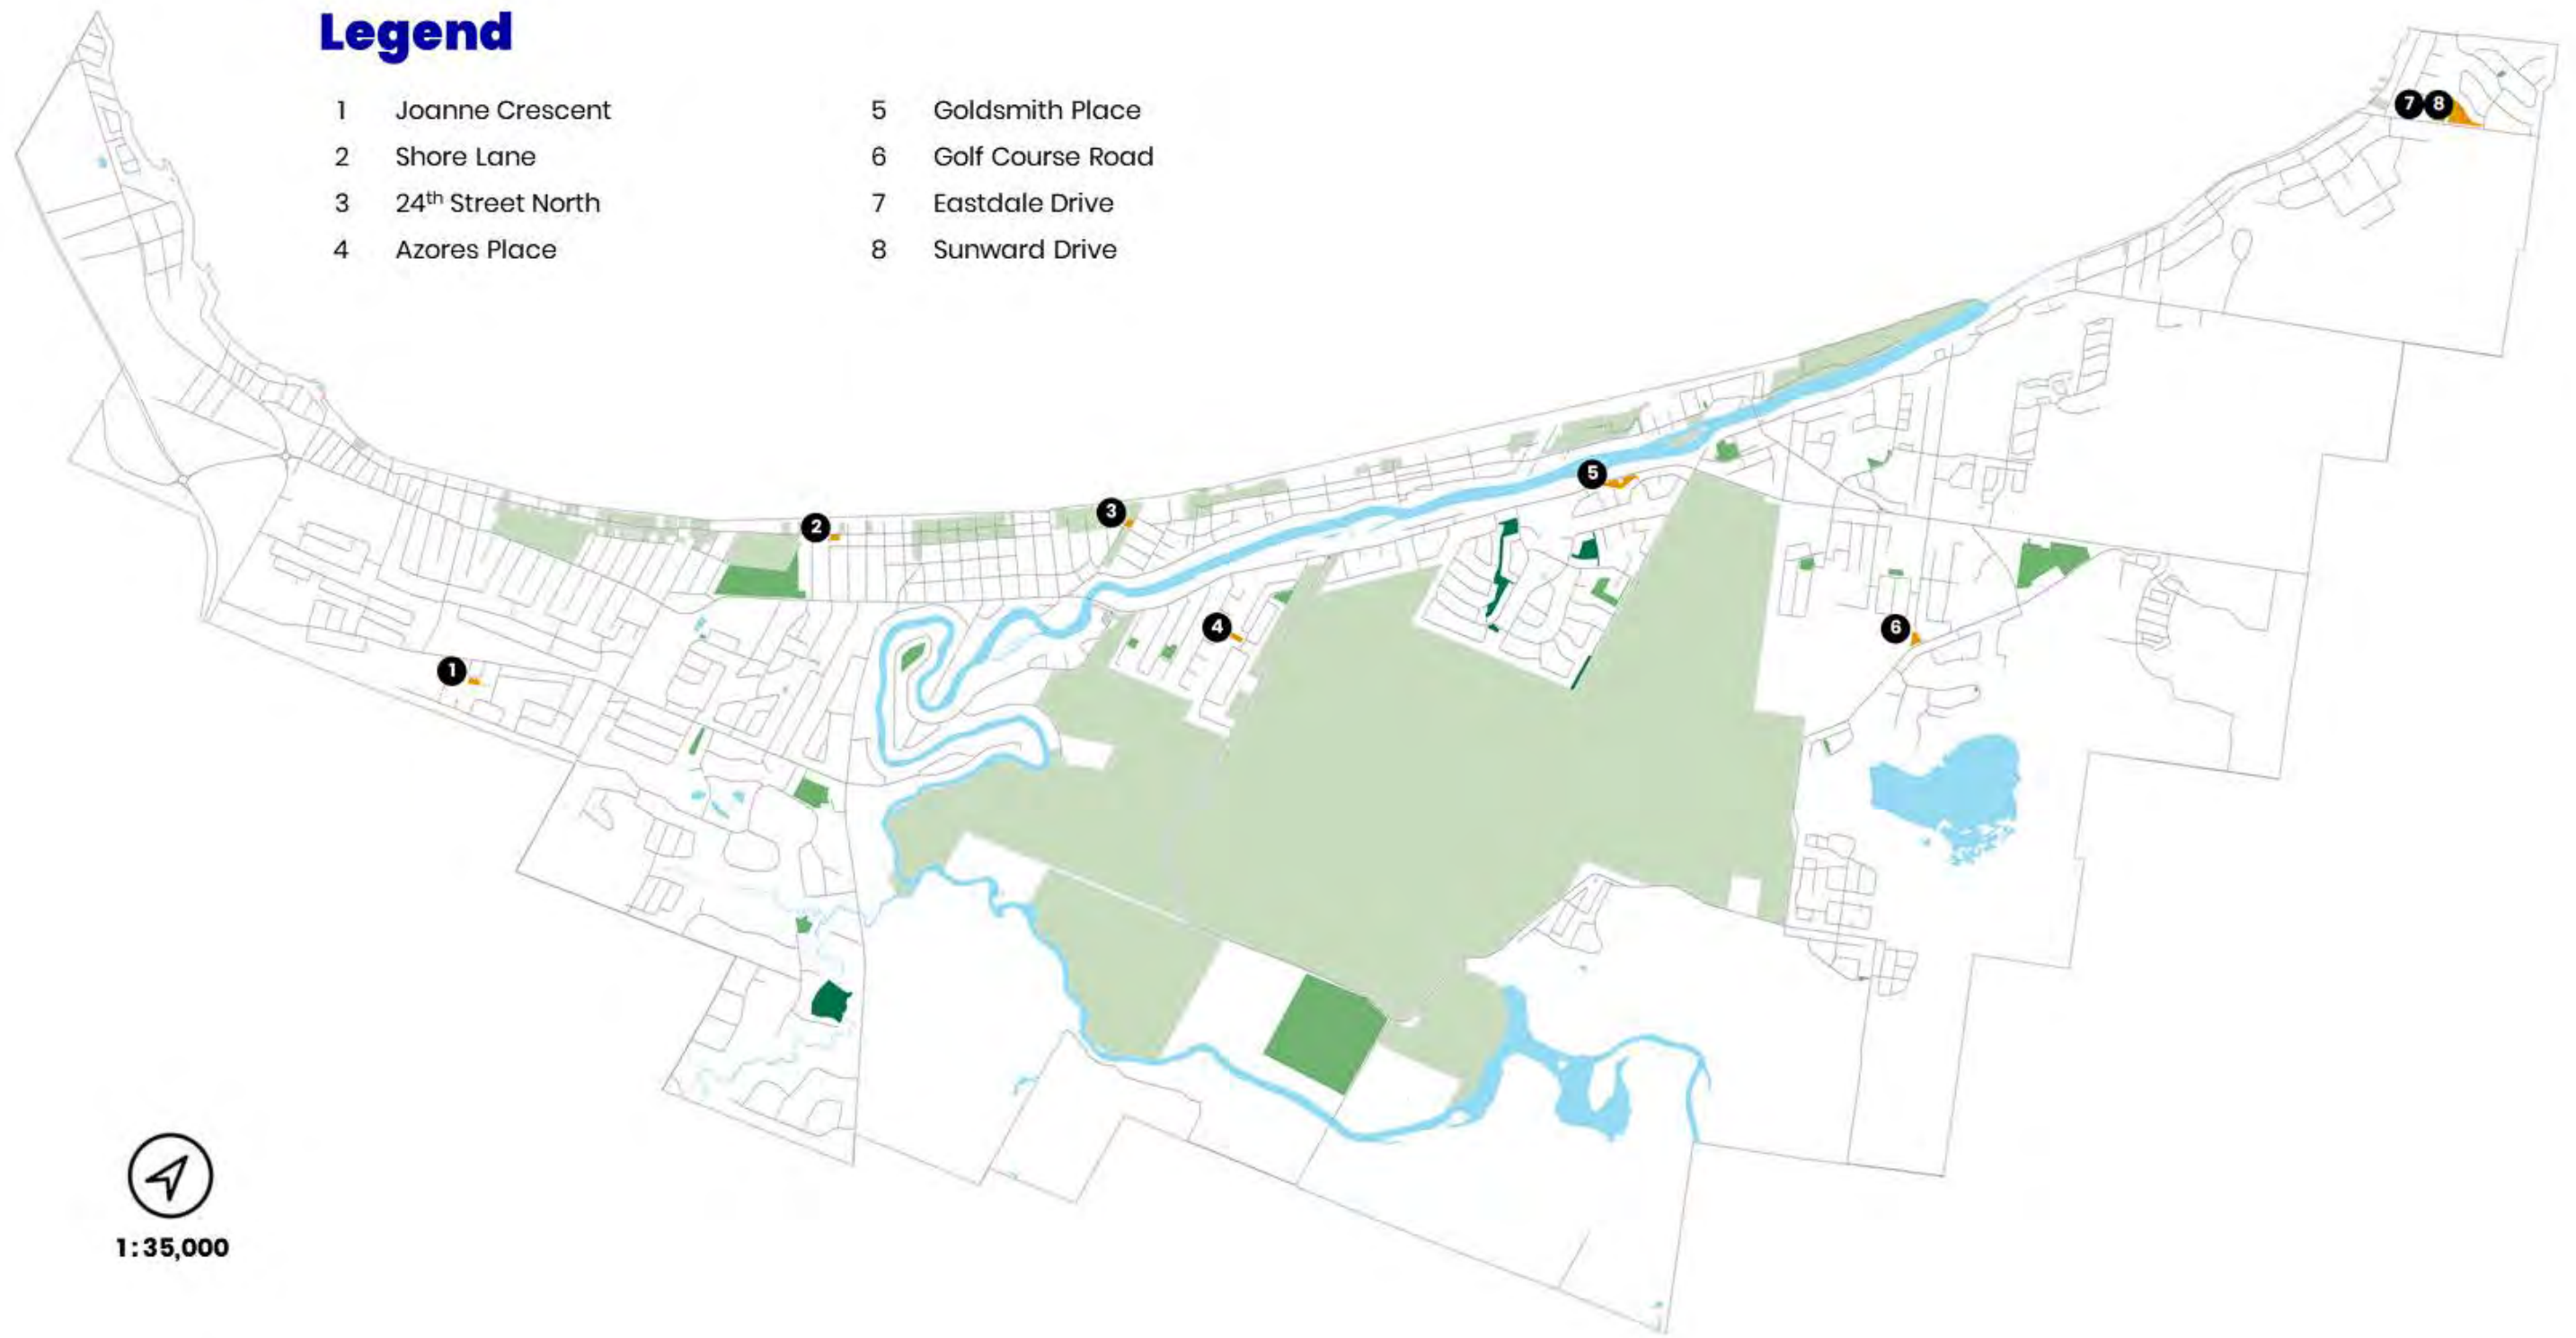 Legend
1 Joanne Crescent
2 Shore Lane
3 24th Street North
4 Azores Place
5 Goldsmith Place
6 Golf Course Road
7 Eastdale Drive
8 Sunward Drive
7 8
5
3
2
4
6
1
1:35,000